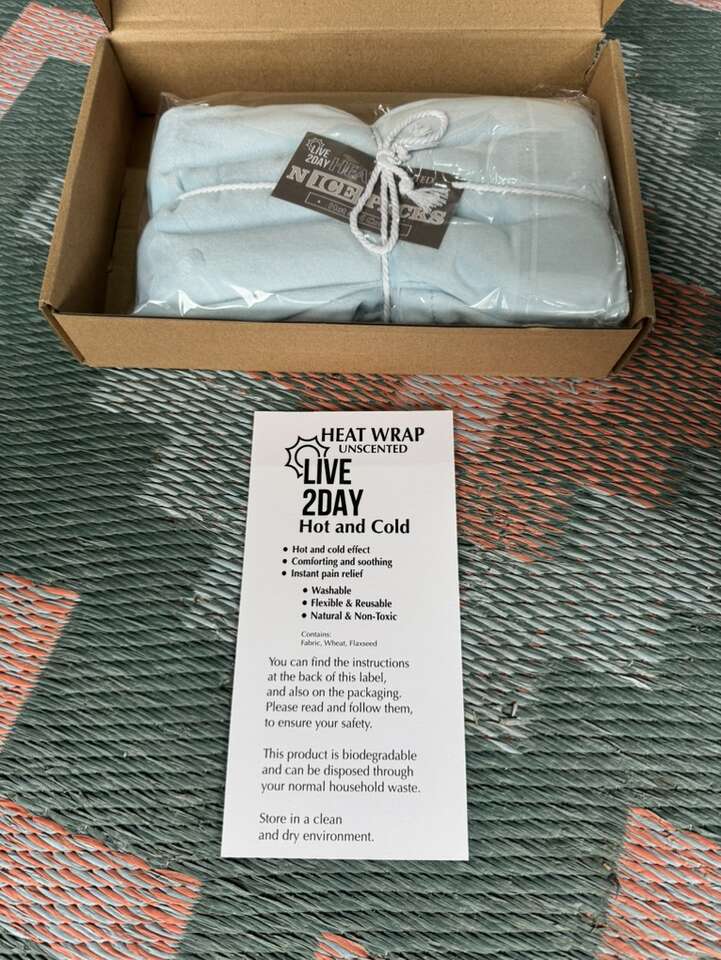 LIVE
2DAY
HEA
N ICE PACKS
HEAT WRAP
UNSCENTED
LIVE
2DAY
Hot and Cold
• Hot and cold effect
• Comforting and soothing
• Instant pain relief
• Washable
• Flexible & Reusable
• Natural & Non-Toxic
Contains:
Fabric, Wheat, Flaxseed
You can find the instructions
at the back of this label,
and also on the packaging.
Please read and follow them,
to ensure your safety.
This product is biodegradable
and can be disposed through
your normal household waste.
Store in a clean
and dry environment.